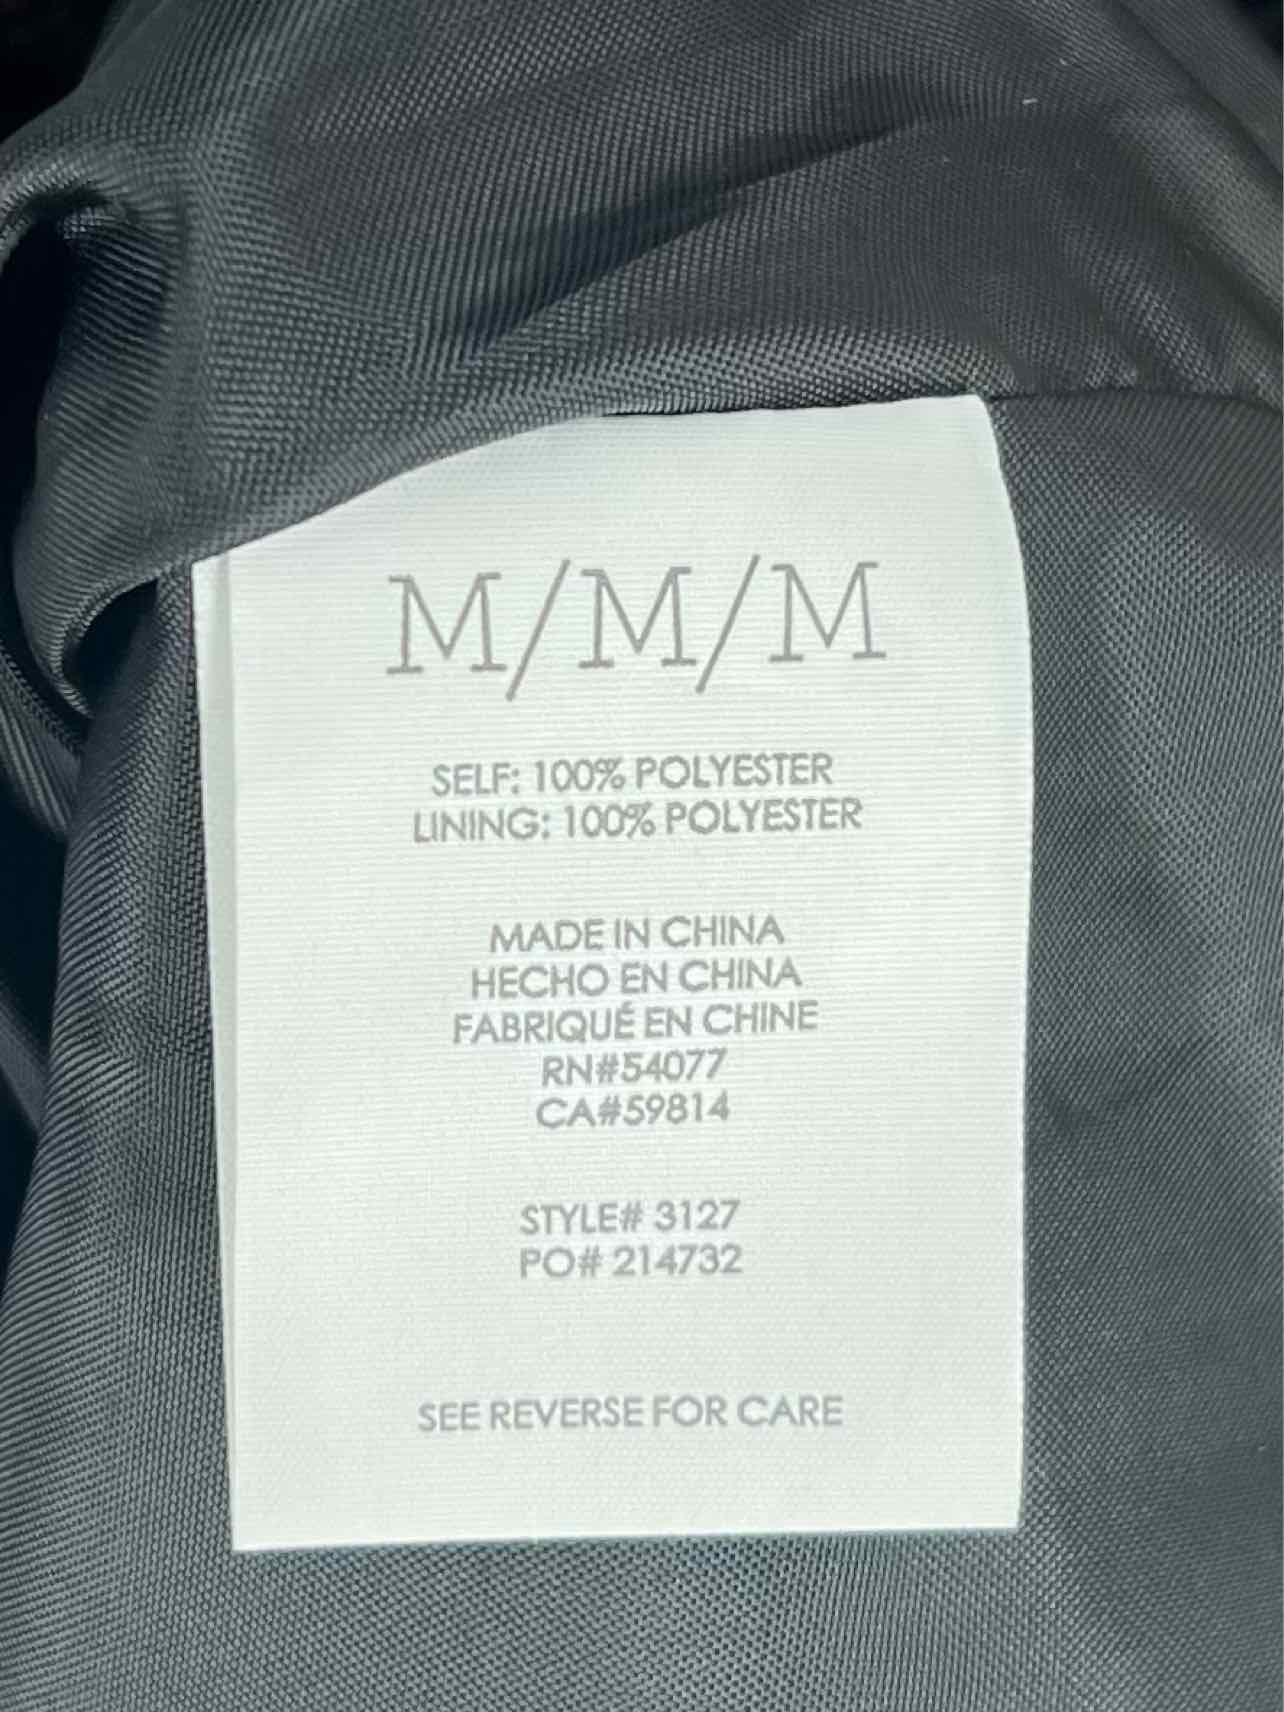 M/M/M
SELF: 100% POLYESTER
LINING: 100% POLYESTER
MADE IN CHINA
HECHO EN CHINA
FABRIQUÉ EN CHINE
RN#54077
CA#59814
STYLE# 3127
PO# 214732
SEE REVERSE FOR CARE